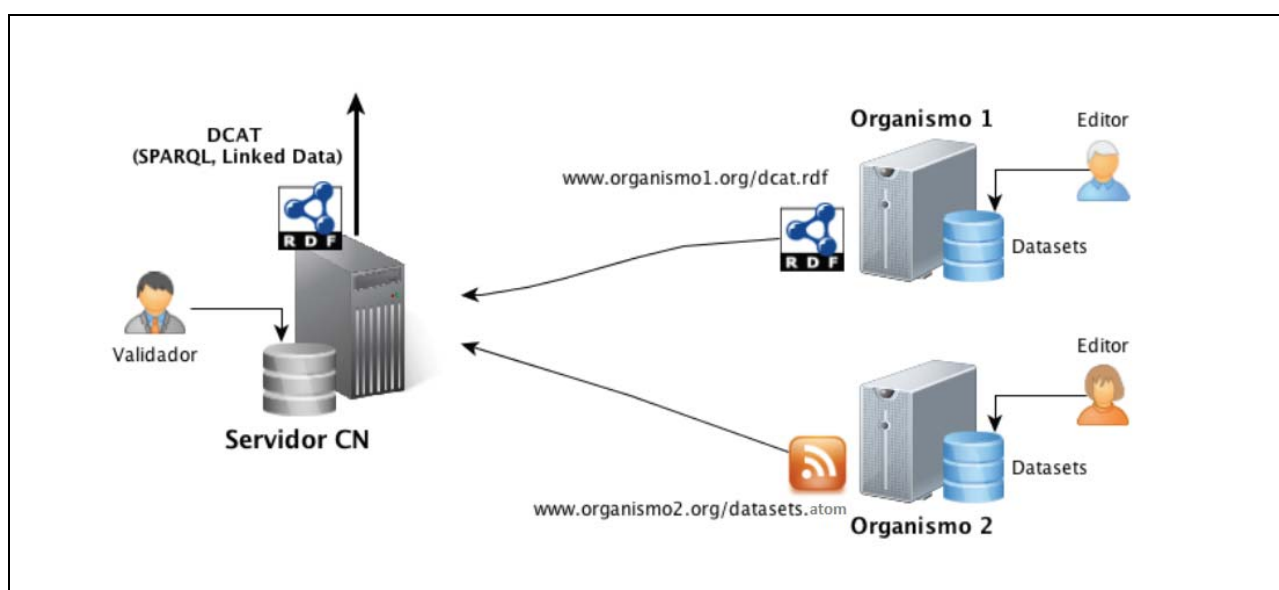 DCAT
(SPARQL, Linked Data)
RDF
Validador
Servidor CN
Organismo 1
Editor
www.organismo1.org/dcat.rdf
RDF
Datasets
Editor
Datasets
www.organismo2.org/datasets.atom
Organismo 2